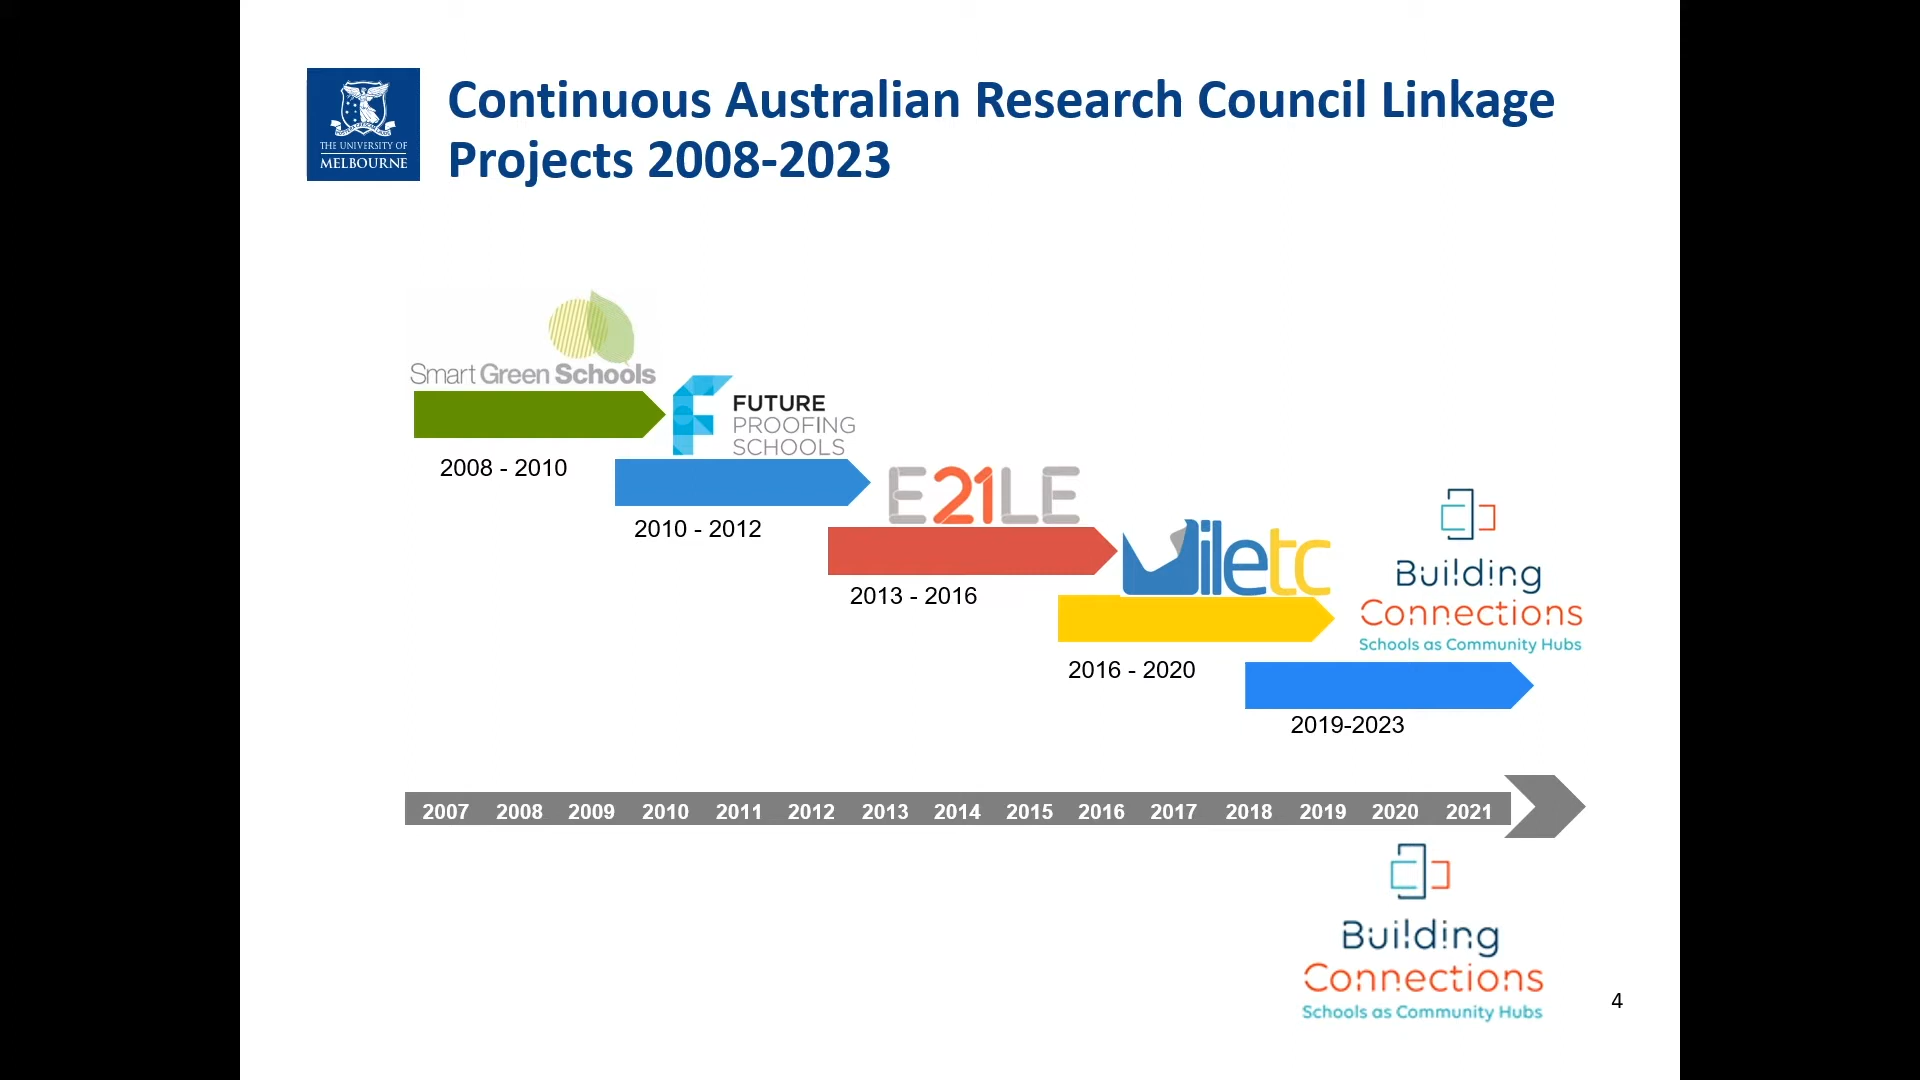 Continuous Australian Research Council Linkage
Projects 2008-2023
THE UNIVERSITY OF
MELBOURNE
Smart Green Schools
2008 - 2010
FUTURE
PROOFING
SCHOOLS
2010 - 2012
E21LE
2013 - 2016
iletc
2016 - 2020
Building
Connections
Schools as Community Hubs
2019-2023
2007 2008 2009 2010 2011 2012 2013 2014 2015 2016 2017 2018 2019 2020 2021
Building
Connections
Schools as Community Hubs
4